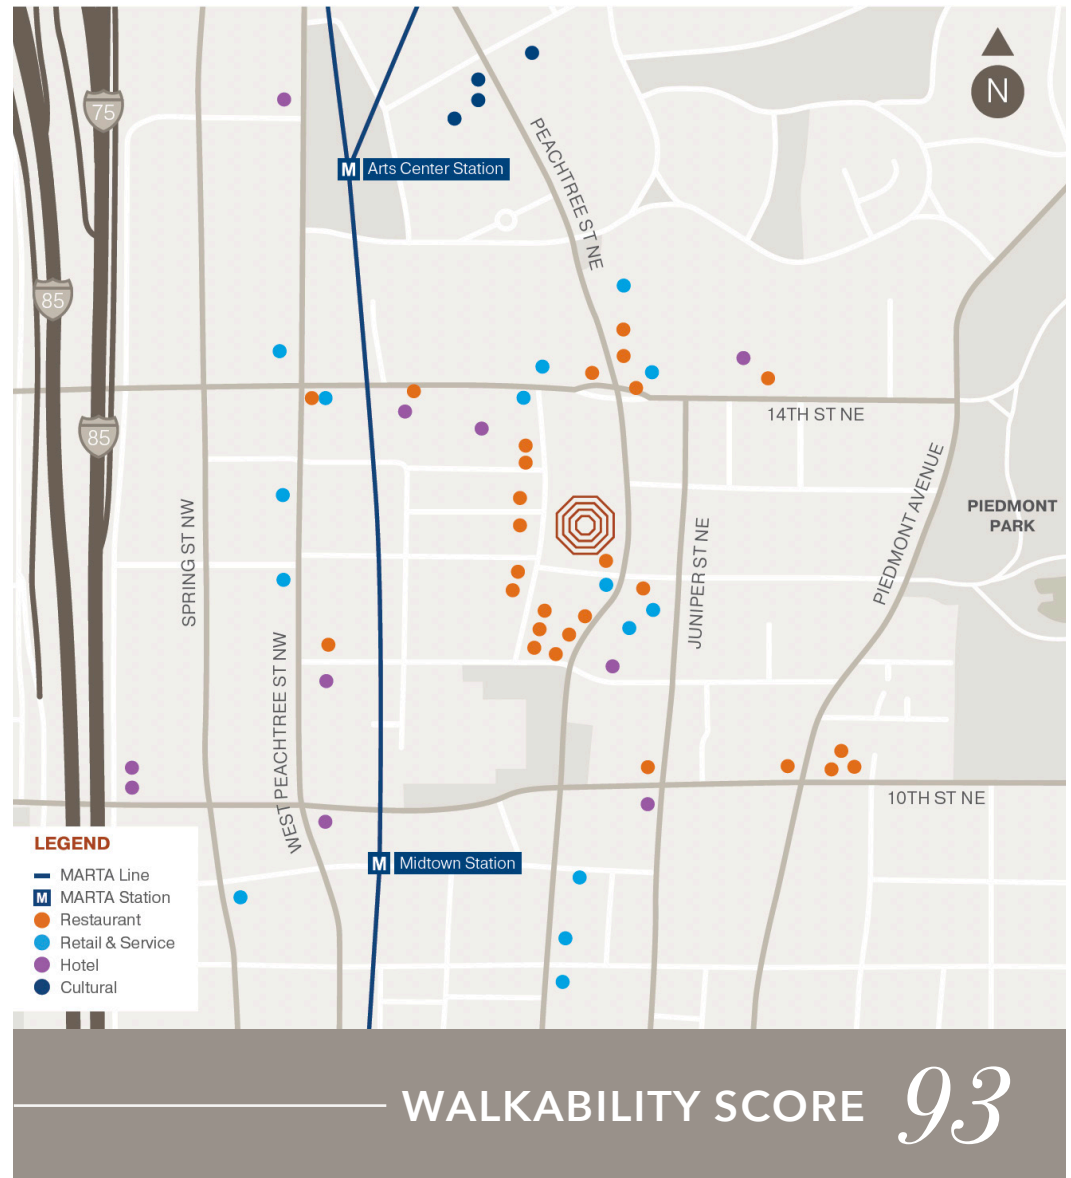 75
N
PEACHTREE ST NE
M Arts Center Station
85
14TH ST NE
85
PIEDMONT AVENUE
PIEDMONT
PARK
SPRING ST NW
JUNIPER ST NE
WEST PEACHTREE ST NW
10TH ST NE
M Midtown Station
LEGEND
MARTA Line
M MARTA Station
Restaurant
Retail & Service
Hotel
Cultural
WALKABILITY SCORE 93